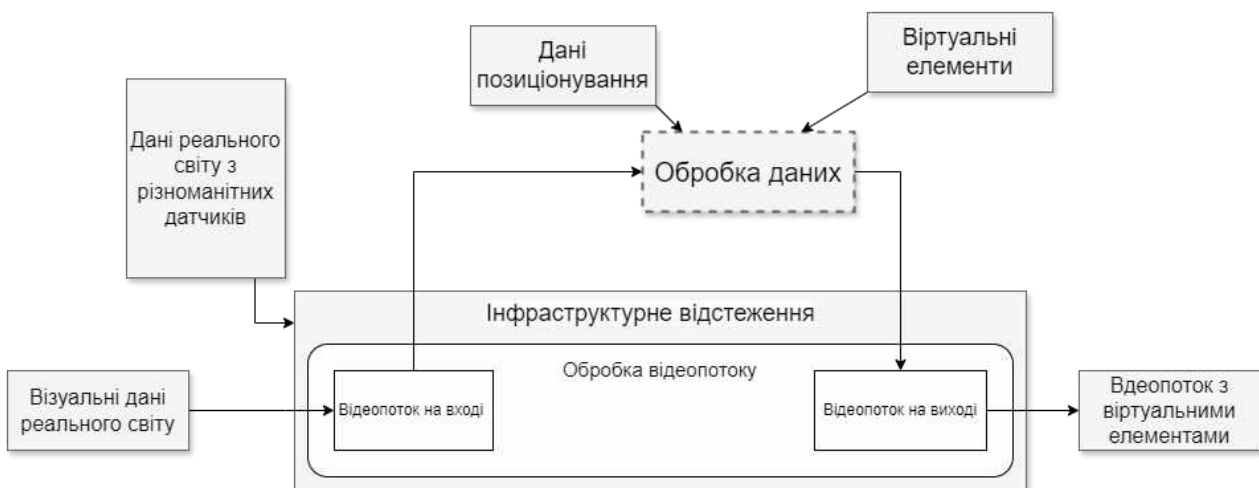 Дані
позиціонування
Віртуальні
елементи
Дані реального
світу з
різноманітних
датчиків
Обробка даних
Інфраструктурне відстеження
Обробка відеопотоку
Візуальні дані
реального світу
Відеопоток на вході
Відеопоток на виході
Вдеопоток з
віртуальними
елементами